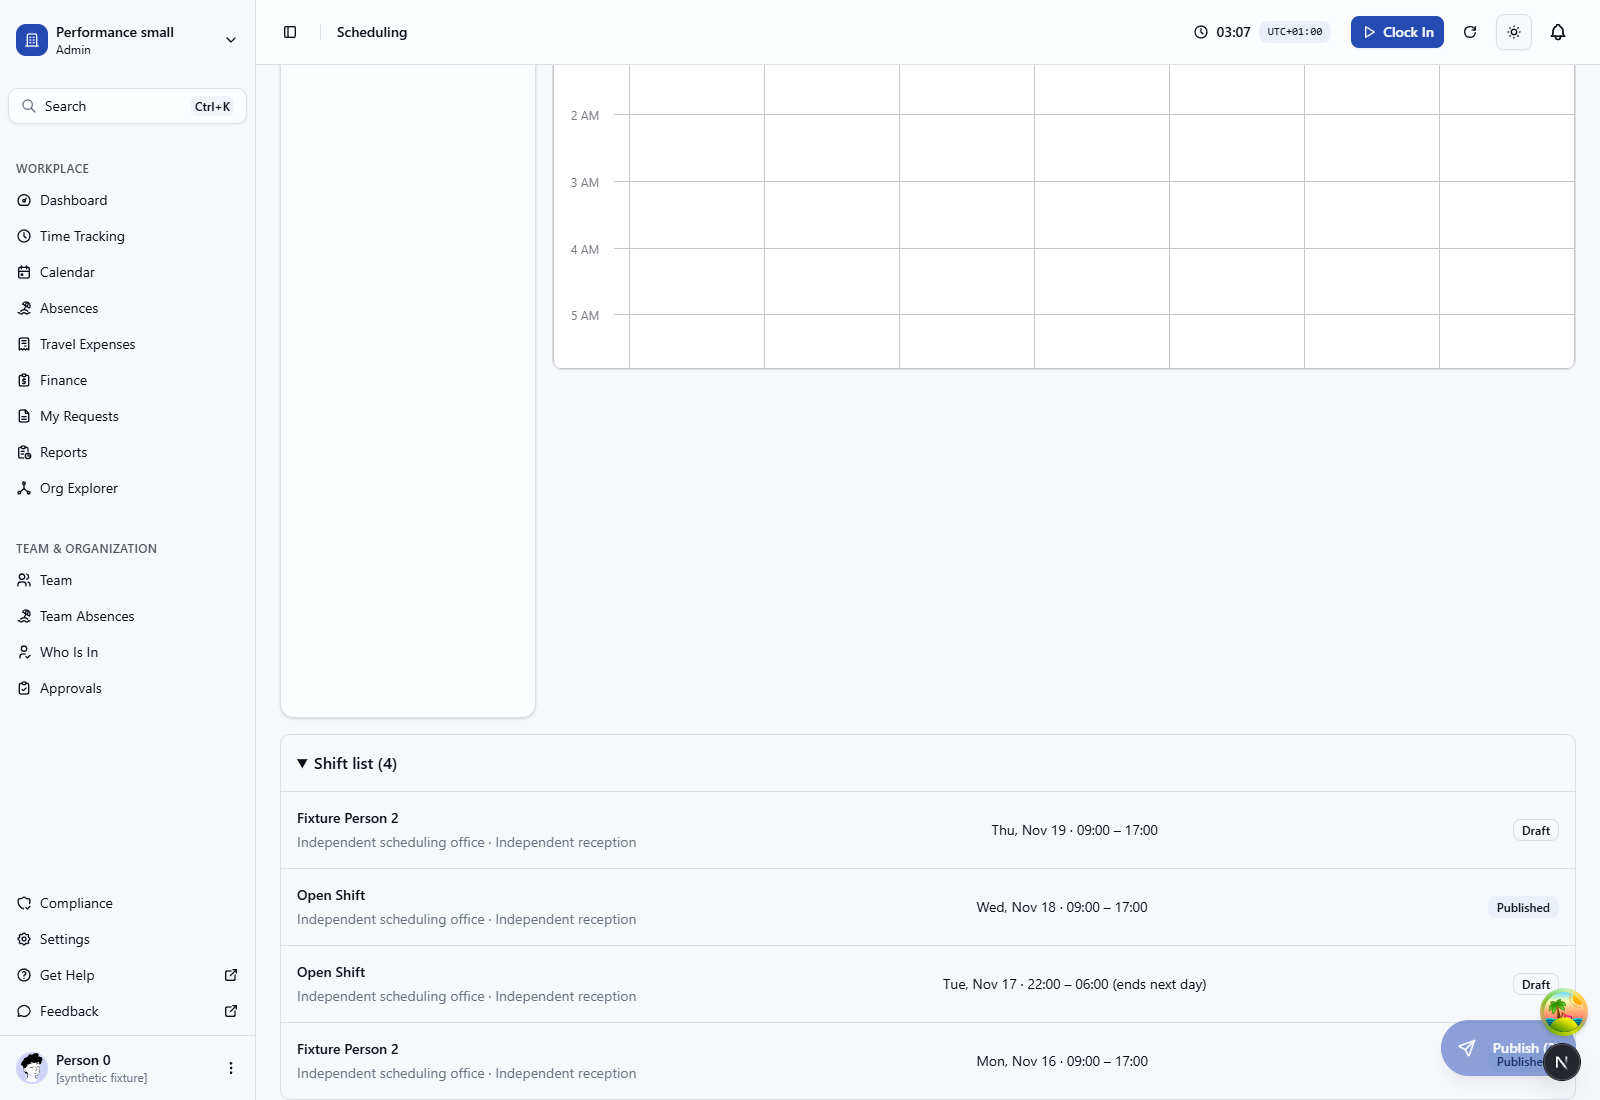 Performance small
Admin
Scheduling
03:07
UTC+01:00
Clock In
Search
Ctrl+K
WORKPLACE
Dashboard
Time Tracking
Calendar
Absences
Travel Expenses
Finance
My Requests
Reports
Org Explorer
TEAM & ORGANIZATION
Team
Team Absences
Who Is In
Approvals
Compliance
Settings
Get Help
Feedback
Person 0
[synthetic fixture]
2 AM
3 AM
4 AM
5 AM
Shift list (4)
Fixture Person 2
Independent scheduling office · Independent reception
Thu, Nov 19 · 09:00 – 17:00
Draft
Open Shift
Independent scheduling office · Independent reception
Wed, Nov 18 · 09:00 – 17:00
Published
Open Shift
Independent scheduling office · Independent reception
Tue, Nov 17 · 22:00 – 06:00 (ends next day)
Draft
Fixture Person 2
Independent scheduling office · Independent reception
Mon, Nov 16 · 09:00 – 17:00
Publish
Published
N